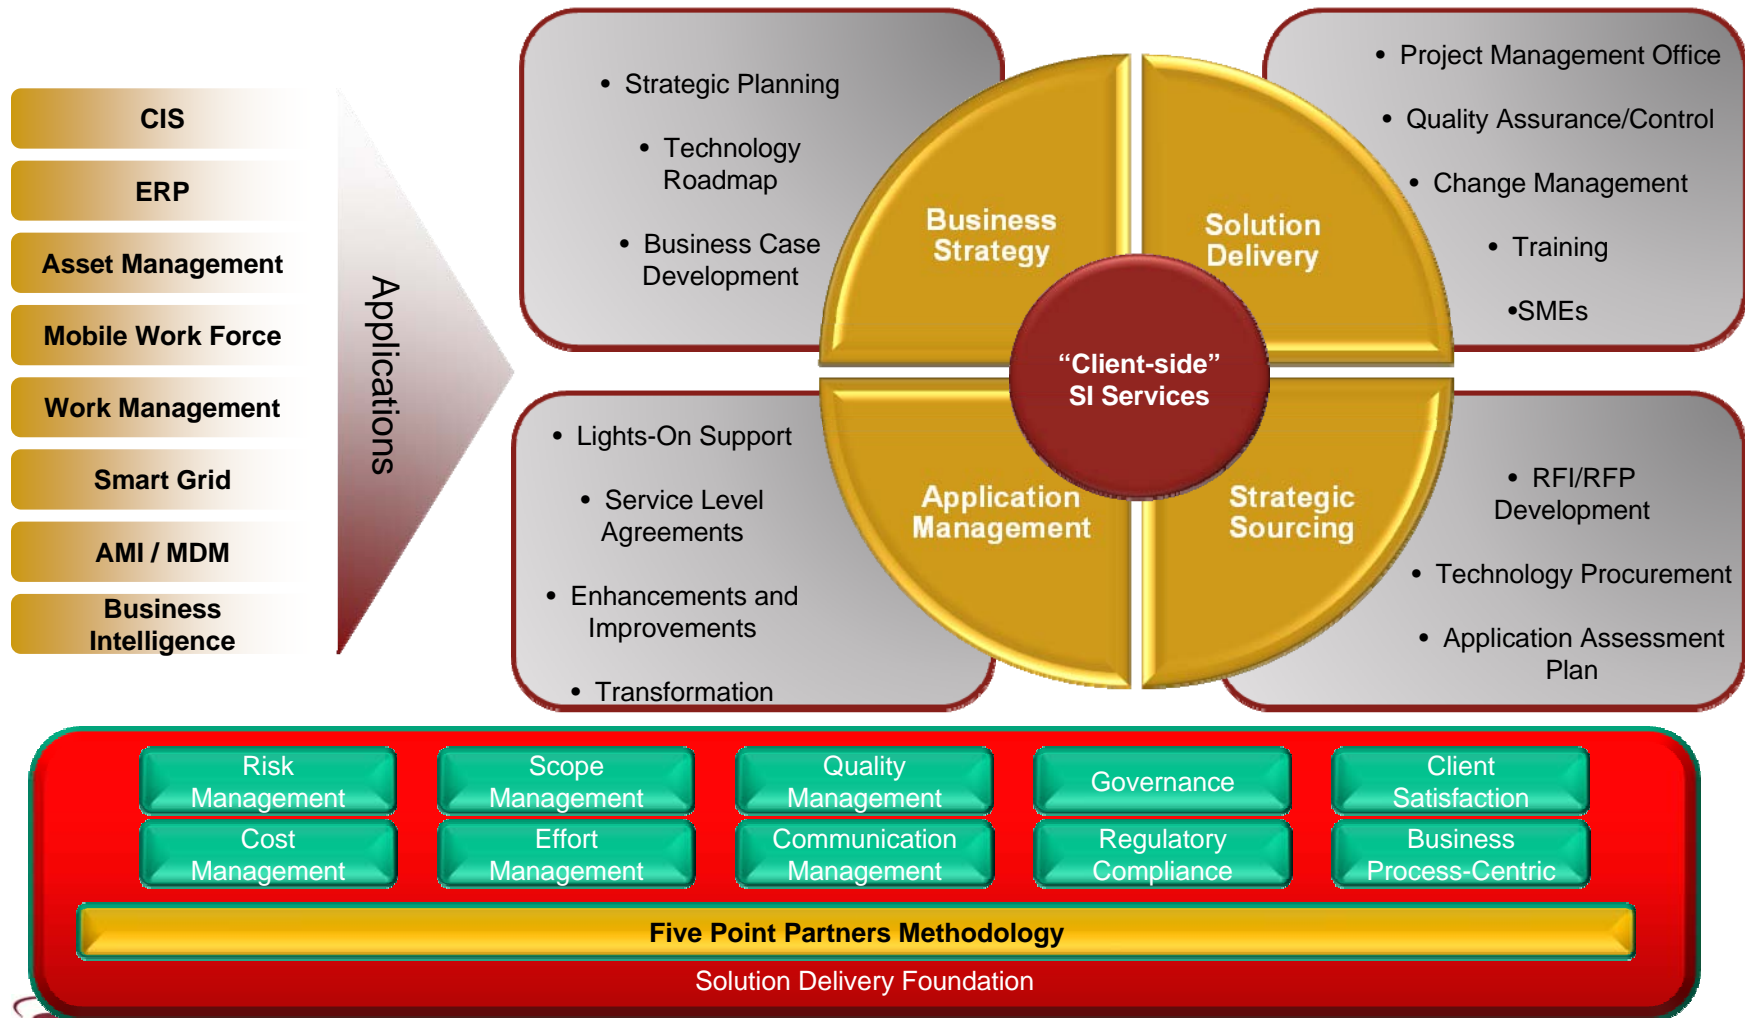 CIS
ERP
Asset Management
Mobile Work Force
Work Management
Smart Grid
AMI / MDM
Business
Intelligence
Applications
• Strategic Planning
• Technology
Roadmap
• Business Case
Development
Business
Strategy
Solution
Delivery
• Project Management Office
• Quality Assurance/Control
• Change Management
• Training
•SMEs
“Client-side”
SI Services
• Lights-On Support
• Service Level
Agreements
• Enhancements and
Improvements
• Transformation
Application
Management
Strategic
Sourcing
• RFI/RFP
Development
• Technology Procurement
• Application Assessment
Plan
Risk
Management
Scope
Management
Quality
Management
Governance
Client
Satisfaction
Cost
Management
Effort
Management
Communication
Management
Regulatory
Compliance
Business
Process-Centric
Five Point Partners Methodology
Solution Delivery Foundation